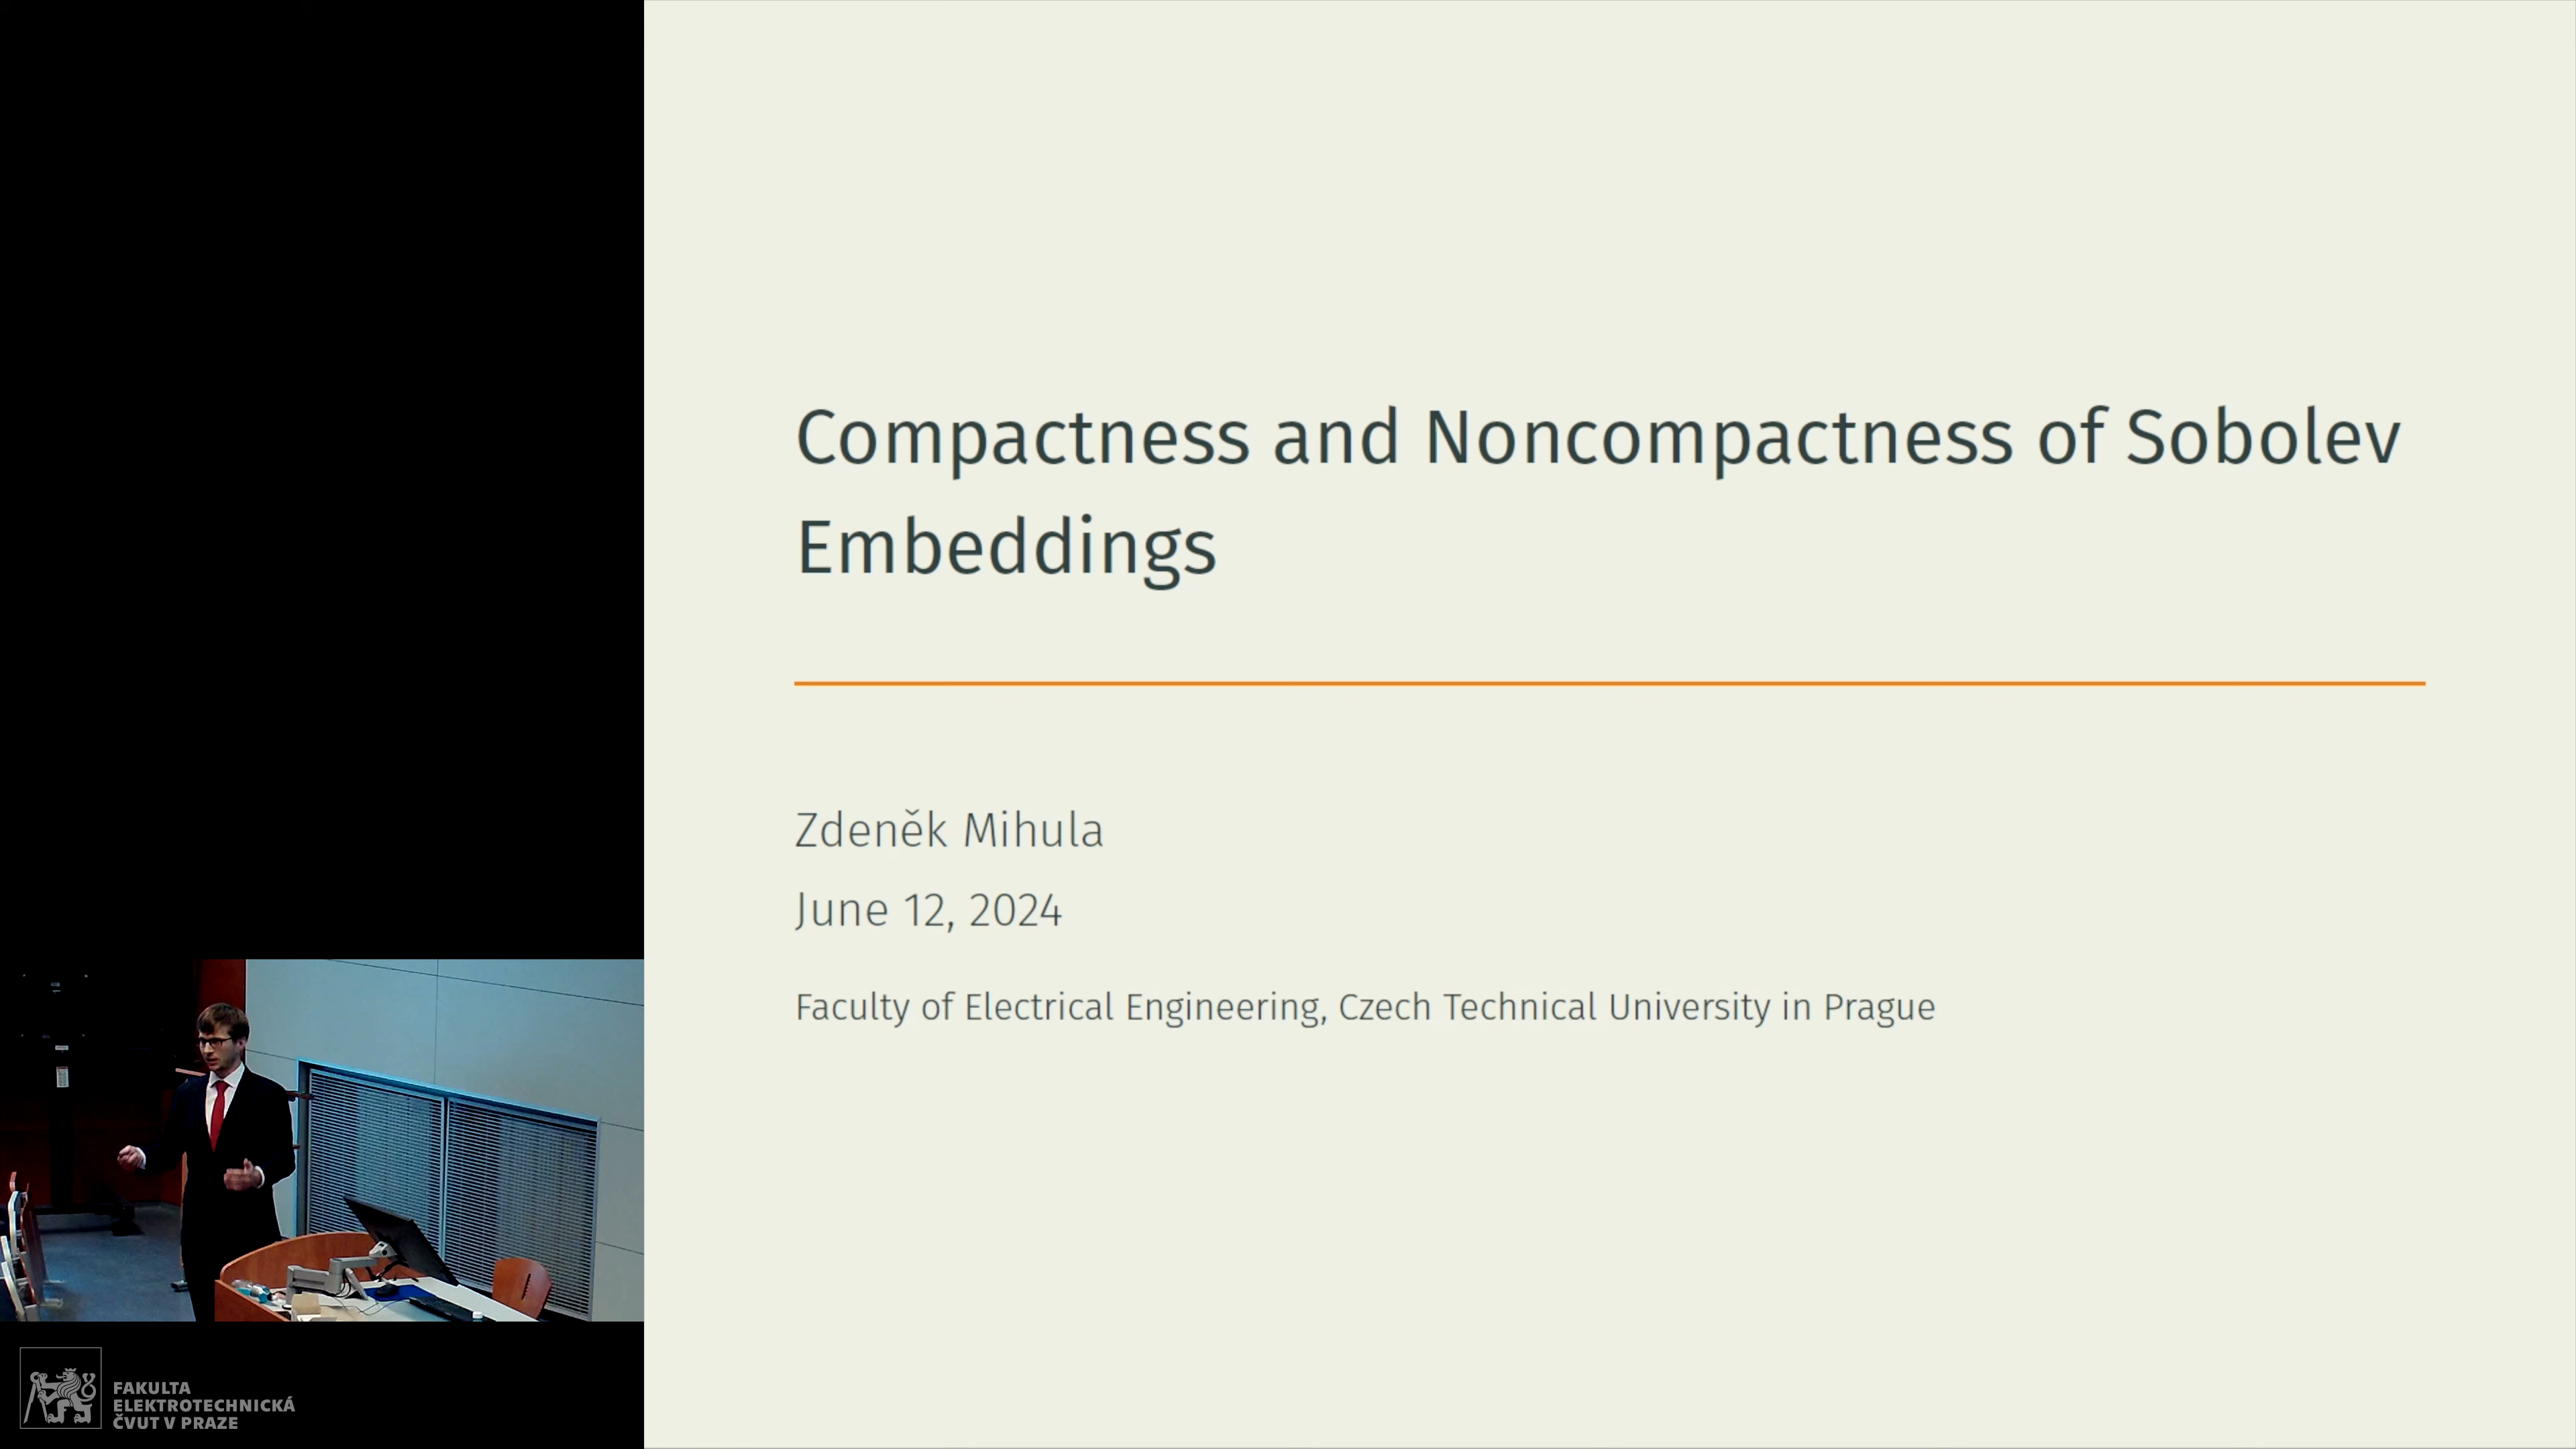 Compactness and Noncompactness of Sobolev
Embeddings
Zdeněk Mihula
June 12, 2024
Faculty of Electrical Engineering, Czech Technical University in Prague
FAKULTA
ELEKTROTECHNICKÁ
ČVUT V PRAZE